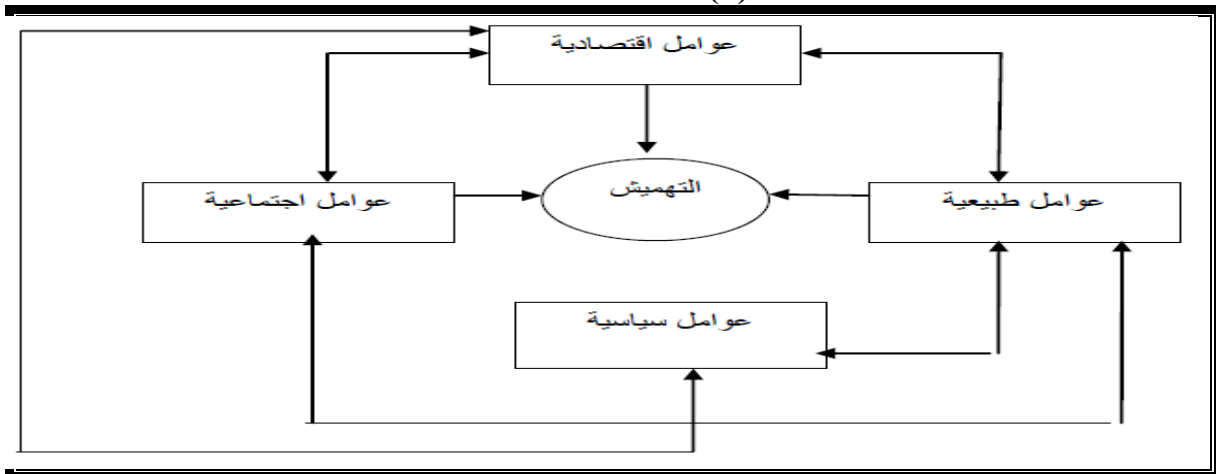 عوامل اقتصادية
التهميش
عوامل طبيعية
عوامل اجتماعية
عوامل سياسية